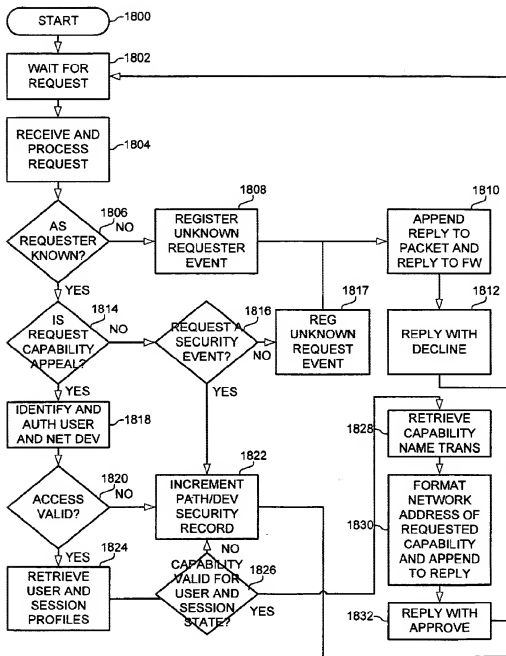 START
1800
WAIT FOR
REQUEST
1802
RECEIVE AND
PROCESS
REQUEST
1804
AS
REQUESTER
KNOWN?
1806
NO
YES
REGISTER
UNKNOWN
REQUESTER
EVENT
1808
APPEND
REPLY TO
PACKET AND
REPLY TO FW
1810
REPLY WITH
DECLINE
1812
IS
REQUEST
CAPABILITY
APPEAL?
1814
NO
YES
REQUEST A
SECURITY
EVENT?
1816
NO
YES
REG
UNKNOWN
REQUEST
EVENT
1817
IDENTIFY AND
AUTH USER
AND NET DEV
1818
ACCESS
VALID?
1820
NO
YES
INCREMENT
PATH/DEV
SECURITY
RECORD
1822
RETRIEVE
USER AND
SESSION
PROFILES
1824
CAPABILITY
VALID FOR
USER AND
SESSION
STATE?
1826
NO
YES
RETRIEVE
CAPABILITY
NAME TRANS
1828
FORMAT
NETWORK
ADDRESS OF
REQUESTED
CAPABILITY
AND APPEND
TO REPLY
1830
REPLY WITH
APPROVE
1832